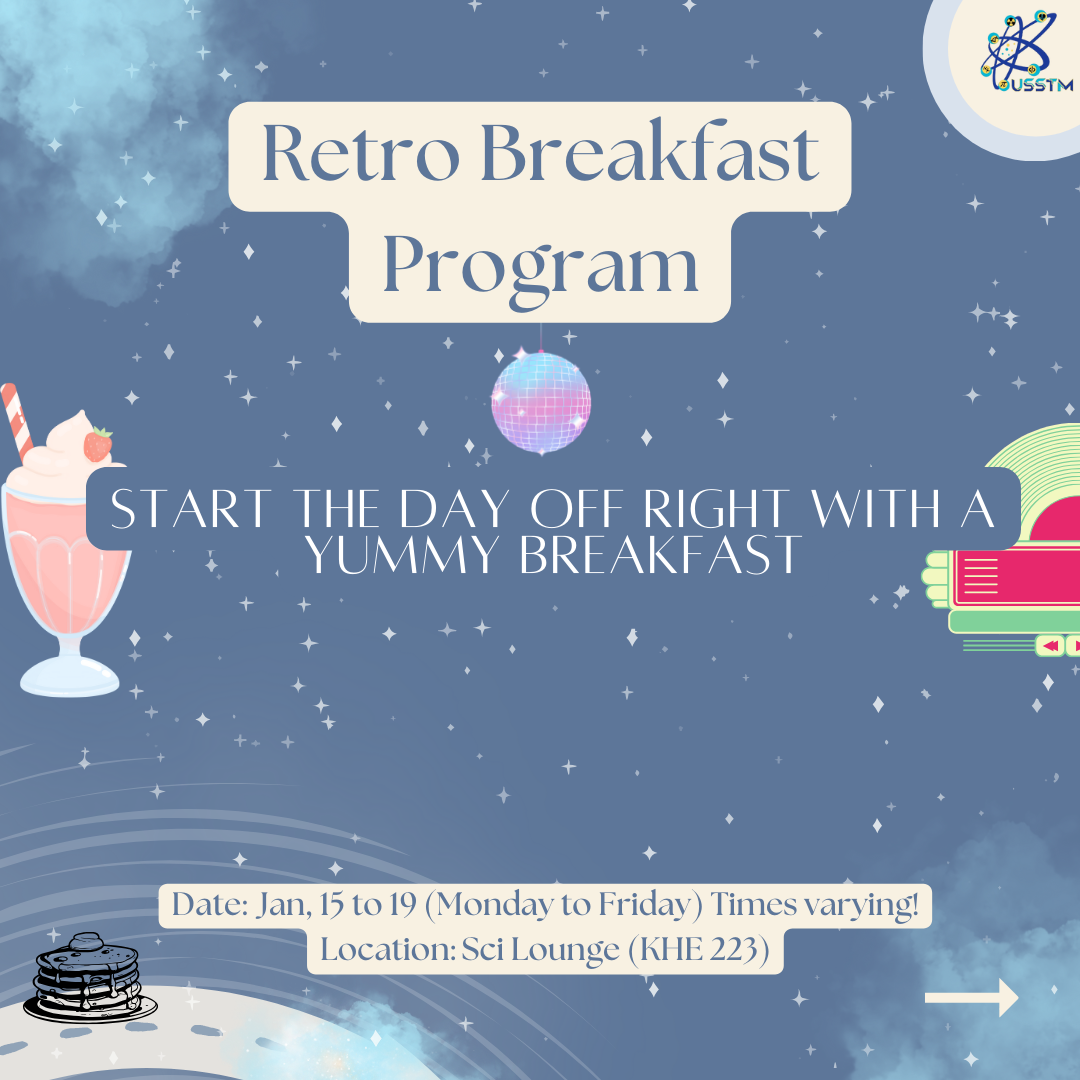 USSTM
Retro Breakfast
Program
START THE DAY OFF RIGHT WITH A
YUMMY BREAKFAST
Date: Jan, 15 to 19 (Monday to Friday) Times varying!
Location: Sci Lounge (KHE 223)